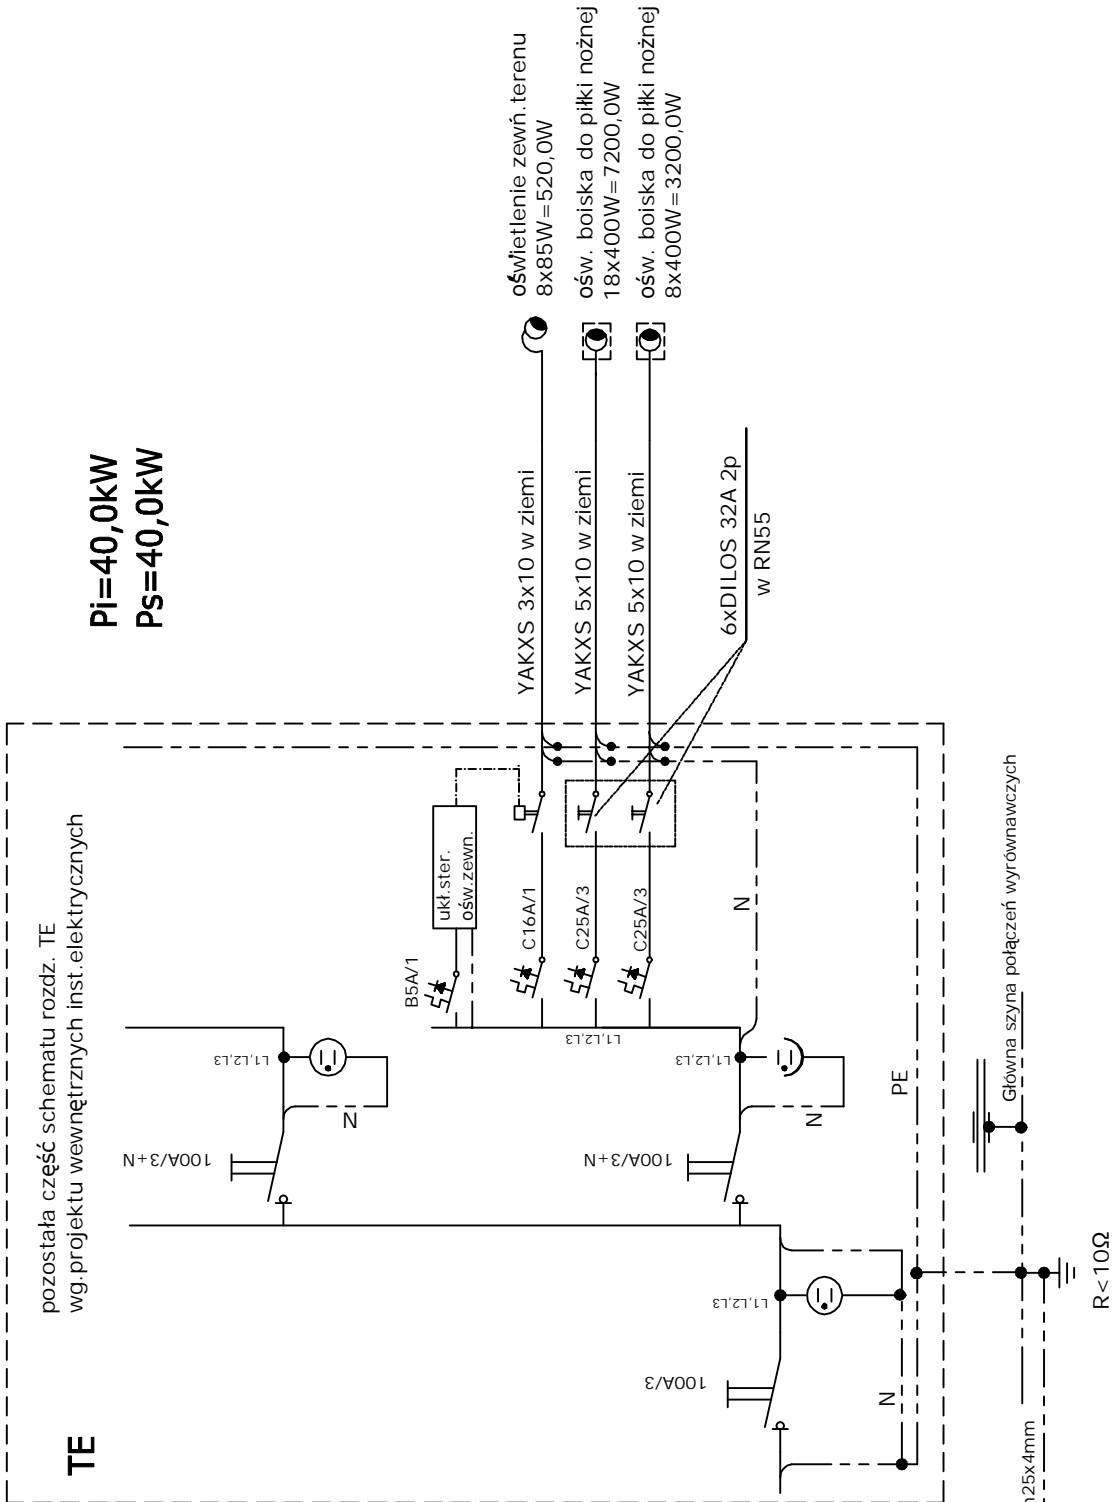 TE
pozostała część schematu rozdz. TE
wg.projektu wewnętrznych inst.elektrycznych
Pi=40,0kW
Ps=40,0kW
100A/3+N
L1,L2,L3
N
B5A/1
ukł.ster.
ośw.zewn.
C16A/1
YAKXS 3x10 w ziemi
oświetlenie zewn.terenu
8x85W=520,0W
C25A/3
YAKXS 5x10 w ziemi
ośw. boiska do piłki nożnej
18x400W=7200,0W
C25A/3
YAKXS 5x10 w ziemi
ośw. boiska do piłki nożnej
8x400W=3200,0W
L1,L2,L3
6xDILOS 32A 2p
w RN55
100A/3+N
L1,L2,L3
N
N
100A/3
L1,L2,L3
N
PE
Główna szyna połączeń wyrównawczych
25x4mm
R<10Ω